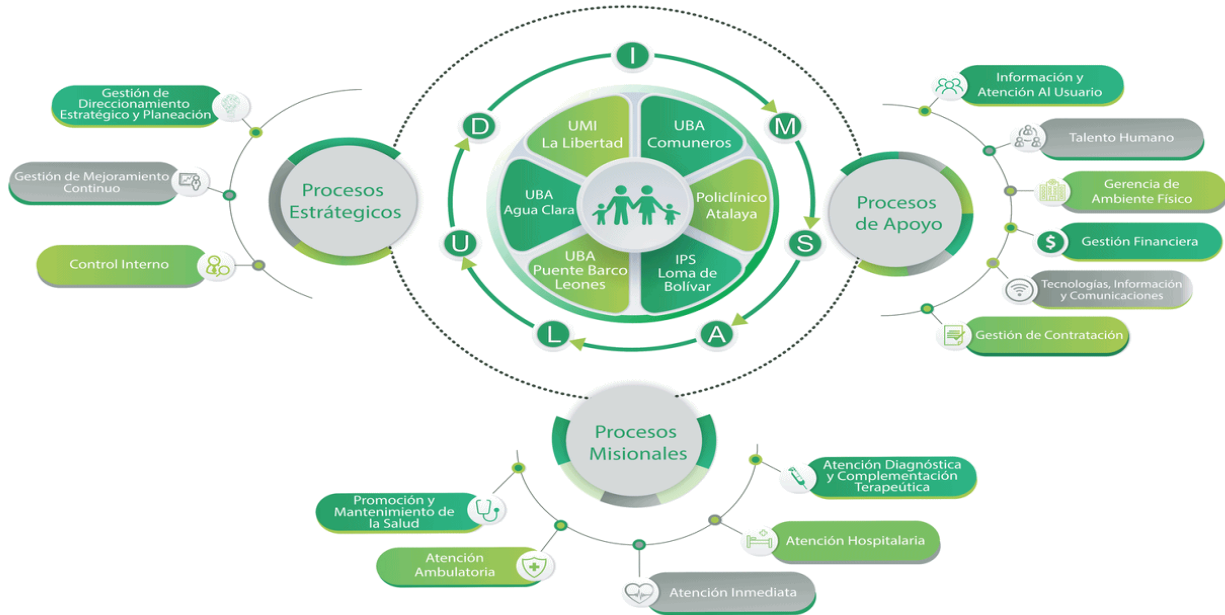 Gestión de
Direccionamiento
Estratégico y Planeación
Gestión de Mejoramiento
Continuo
Control Interno
Procesos
Estrátegicos
I
M
S
A
L
U
D
UMI
La Libertad
UBA
Comuneros
UBA
Agua Clara
Policlínico
Atalaya
UBA
Puente Barco
Leones
IPS
Loma de
Bolívar
Procesos
de Apoyo
Información y
Atención Al Usuario
Talento Humano
Gerencia de
Ambiente Físico
$
Gestión Financiera
Tecnologías, Información
y Comunicaciones
Gestión de Contratación
Procesos
Misionales
Promoción y
Mantenimiento de
la Salud
Atención
Ambulatoria
Atención Inmediata
Atención Hospitalaria
Atención Diagnóstica
y Complementación
Terapeútica